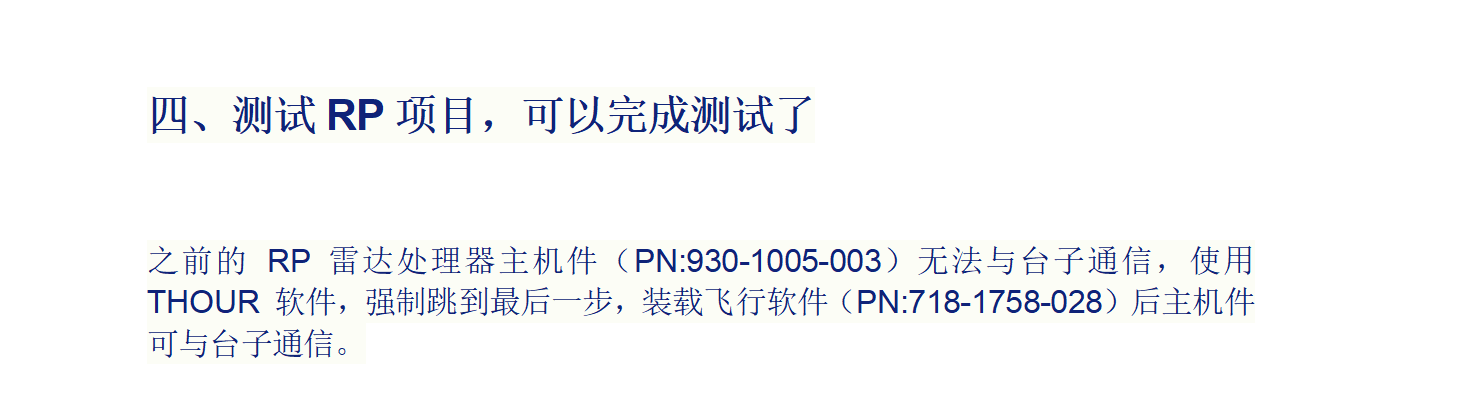 四、测试 RP 项目，可以完成测试了
之前的 RP 雷达处理器主机件（PN:930-1005-003）无法与台子通信，使用
THOUR 软件，强制跳到最后一步，装载飞行软件（PN:718-1758-028）后主机件
可与台子通信。